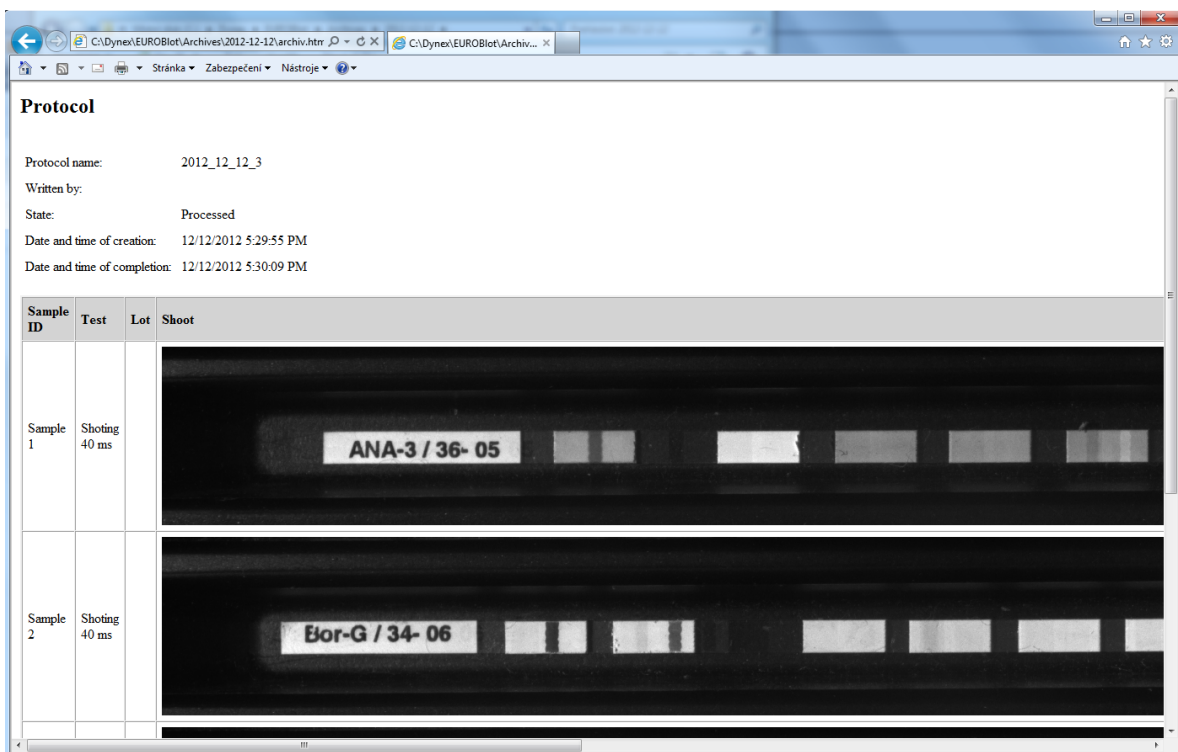 C:\Dynex\EUROBlot\Archives\2012-12-12\archiv.htm
C:\Dynex\EUROBlot\Archiv...
Stránka Zabezpečení Nástroje
Protocol
Protocol name: 2012_12_12_3
Written by:
State: Processed
Date and time of creation: 12/12/2012 5:29:55 PM
Date and time of completion: 12/12/2012 5:30:09 PM
Sample ID Test Lot Shoot
Sample 1 Shoting 40 ms
ANA-3 / 36- 05
Sample 2 Shoting 40 ms
Bor-G / 34- 06